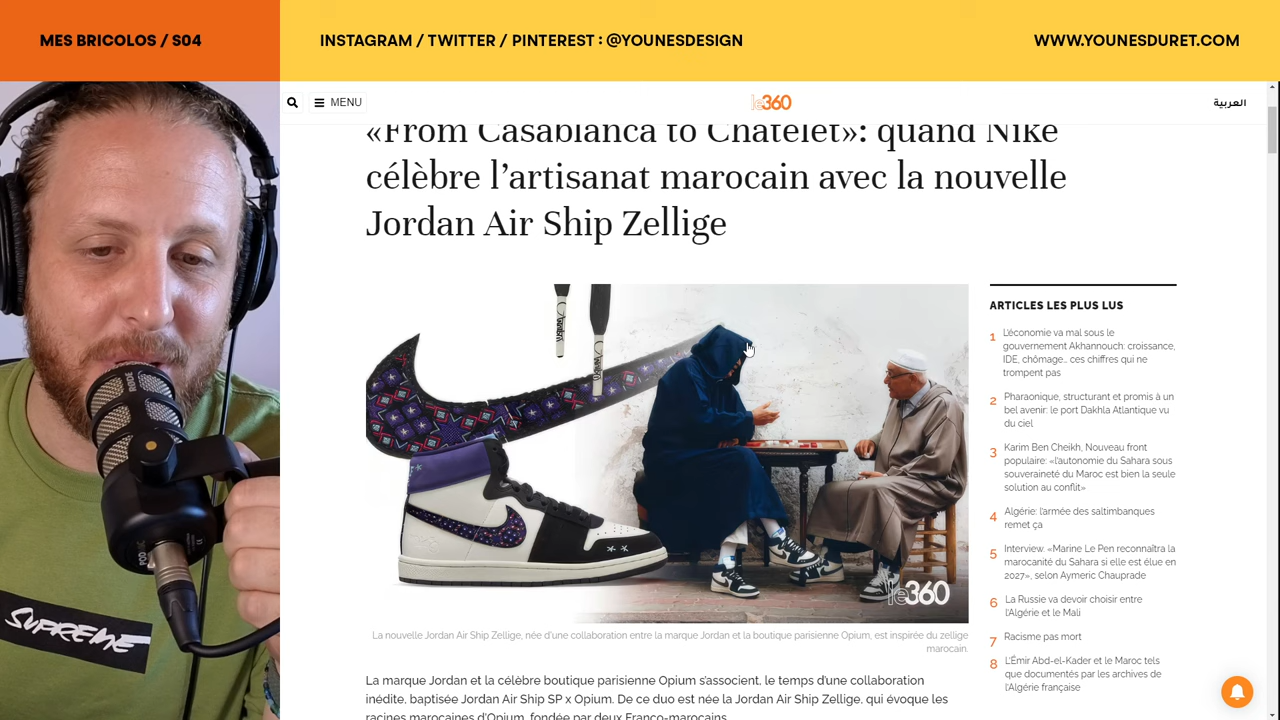 MES BRICOLOS / S04
INSTAGRAM / TWITTER / PINTEREST : @YOUNESDESIGN
WWW.YOUNESDURET.COM
MENU
le360
العربية
«From Casablanca to Châtelet»: quand Nike
célèbre l'artisanat marocain avec la nouvelle
Jordan Air Ship Zellige
RØDE
POD
SUPREME
le360
La nouvelle Jordan Air Ship Zellige, née d'une collaboration entre la marque Jordan et la boutique parisienne Opium, est inspirée du zellige
marocain.
La marque Jordan et la célèbre boutique parisienne Opium s'associent, le temps d'une collaboration
inédite, baptisée Jordan Air Ship SP x Opium. De ce duo est née la Jordan Air Ship Zellige, qui évoque les
racines marocaines d'Opium, fondée par deux Franco-marocains.
ARTICLES LES PLUS LUS
1 L'économie va mal sous le
gouvernement Akhannouch: croissance,
IDE, chômage.. ces chiffres qui ne
trompent pas
2 Pharaonique, structurant et promis à un
bel avenir: le port Dakhla Atlantique vu
du ciel
3 Karim Ben Cheikh, Nouveau front
populaire: «l'autonomie du Sahara sous
souveraineté du Maroc est bien la seule
solution au conflit»
4 Algérie: l'armée des saltimbanques
remet ça
5 Interview. «Marine Le Pen reconnaîtra la
marocanité du Sahara si elle est élue en
2027», selon Aymeric Chauprade
6 La Russie va devoir choisir entre
l'Algérie et le Mali
7 Racisme pas mort
8 L'Émir Abd-el-Kader et le Maroc tels
que documentés par les archives de
l'Algérie française